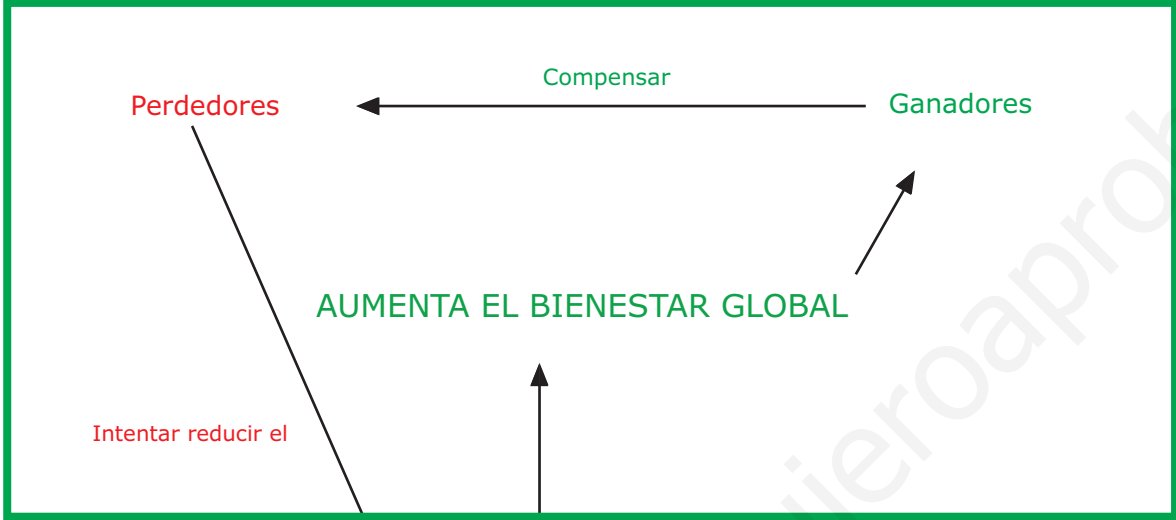 Compensar
Perdedores
Ganadores
AUMENTA EL BIENESTAR GLOBAL
Intentar reducir el